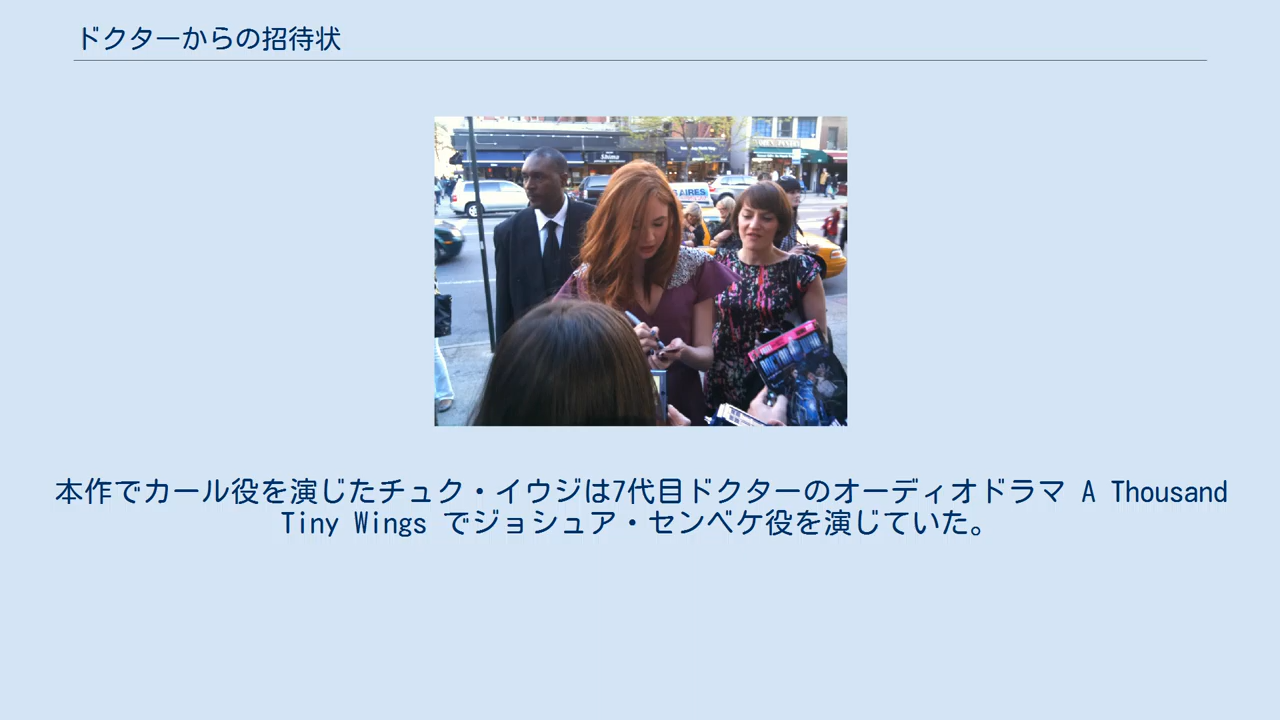 ドクターからの招待状
AIRES
本作でカール役を演じたチュク・イウジは7代目ドクターのオーディオドラマ A Thousand
Tiny Wings でジョシュア・センベケ役を演じていた。